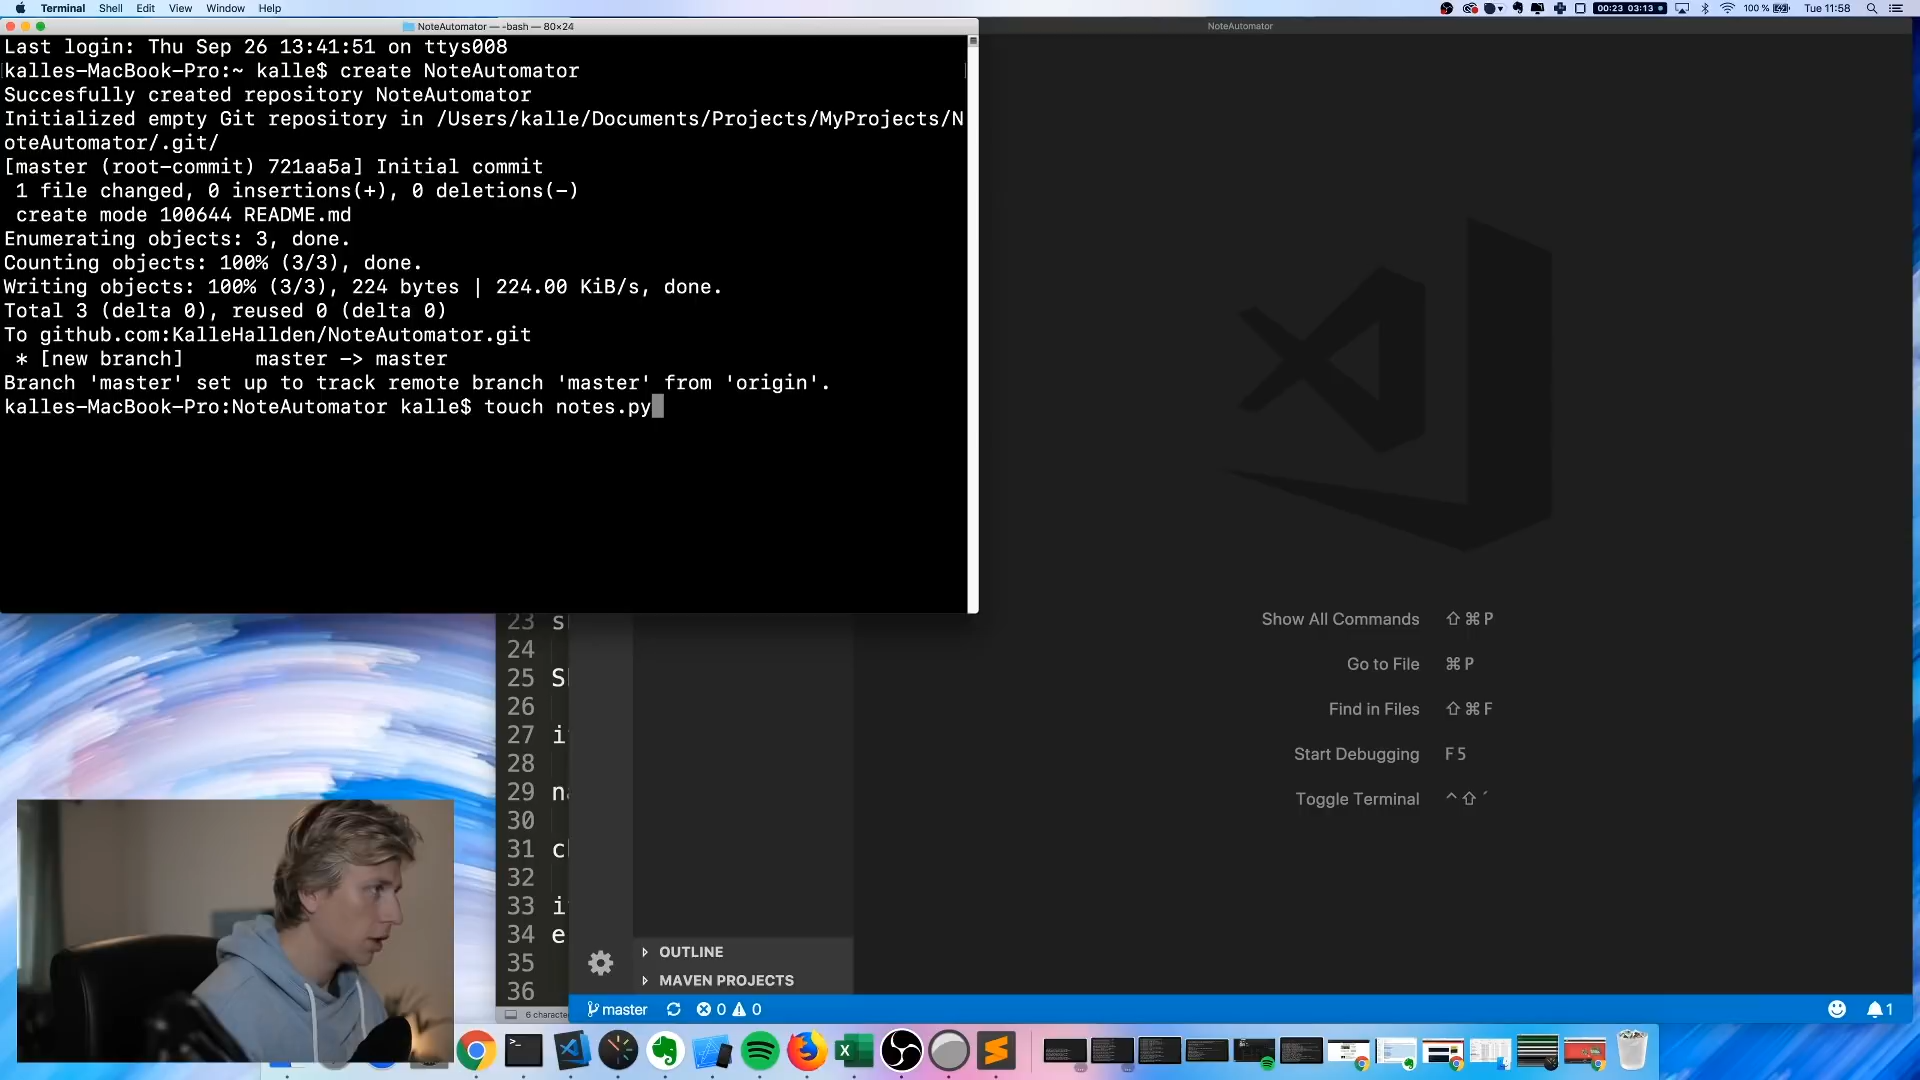 Terminal Shell Edit View Window Help
00:23 03:13 100 % Tue 11:58
NoteAutomator — -bash — 80×24
NoteAutomator
Last login: Thu Sep 26 13:41:51 on ttys008
kalles-MacBook-Pro:~ kalle$ create NoteAutomator
Succesfully created repository NoteAutomator
Initialized empty Git repository in /Users/kalle/Documents/Projects/MyProjects/N
oteAutomator/.git/
[master (root-commit) 721aa5a] Initial commit
1 file changed, 0 insertions(+), 0 deletions(-)
create mode 100644 README.md
Enumerating objects: 3, done.
Counting objects: 100% (3/3), done.
Writing objects: 100% (3/3), 224 bytes | 224.00 KiB/s, done.
Total 3 (delta 0), reused 0 (delta 0)
To github.com:KalleHallden/NoteAutomator.git
* [new branch] master -> master
Branch 'master' set up to track remote branch 'master' from 'origin'.
kalles-MacBook-Pro:NoteAutomator kalle$ touch notes.py
23 s
24
25 S
26
27 i
28
29 n
30
31 c
32
33 i
34 e
35
36
Show All Commands ⇧⌘P
Go to File ⌘P
Find in Files ⇧⌘F
Start Debugging F5
Toggle Terminal ^⇧´
OUTLINE
MAVEN PROJECTS
6 characte
master 0 0 1